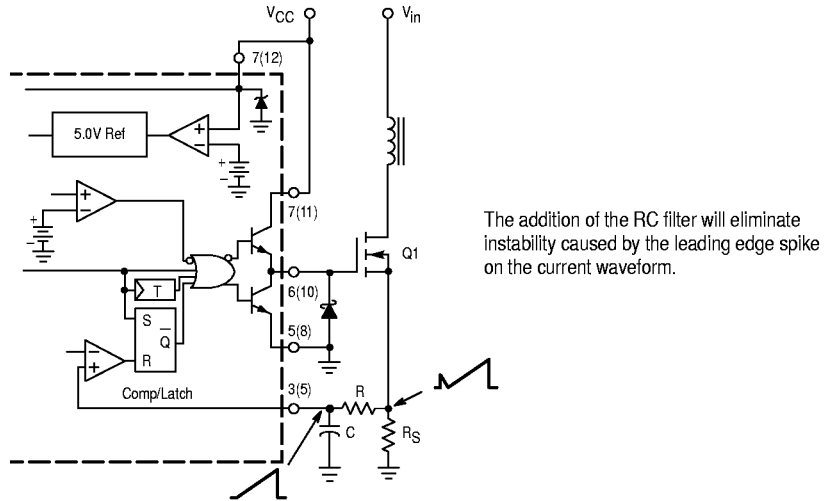 VCC
Vin
7(12)
5.0V Ref
+
−
+
−
+
−
+
−
7(11)
The addition of the RC filter will eliminate
instability caused by the leading edge spike
on the current waveform.
Q1
6(10)
T
S
Q̅
R
5(8)
−
+
Comp/Latch
3(5)
R
C
RS